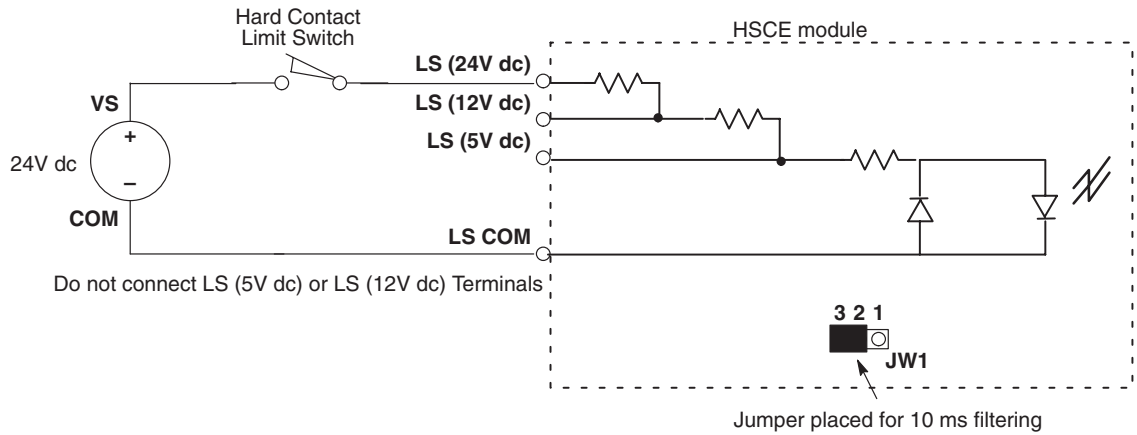 Hard Contact
Limit Switch
HSCE module
LS (24V dc)
VS
LS (12V dc)
+
LS (5V dc)
24V dc
–
COM
LS COM
Do not connect LS (5V dc) or LS (12V dc) Terminals
3 2 1
JW1
Jumper placed for 10 ms filtering